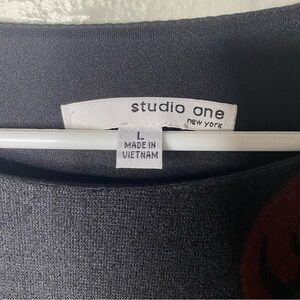 studio one
new york
L
MADE IN
VIETNAM